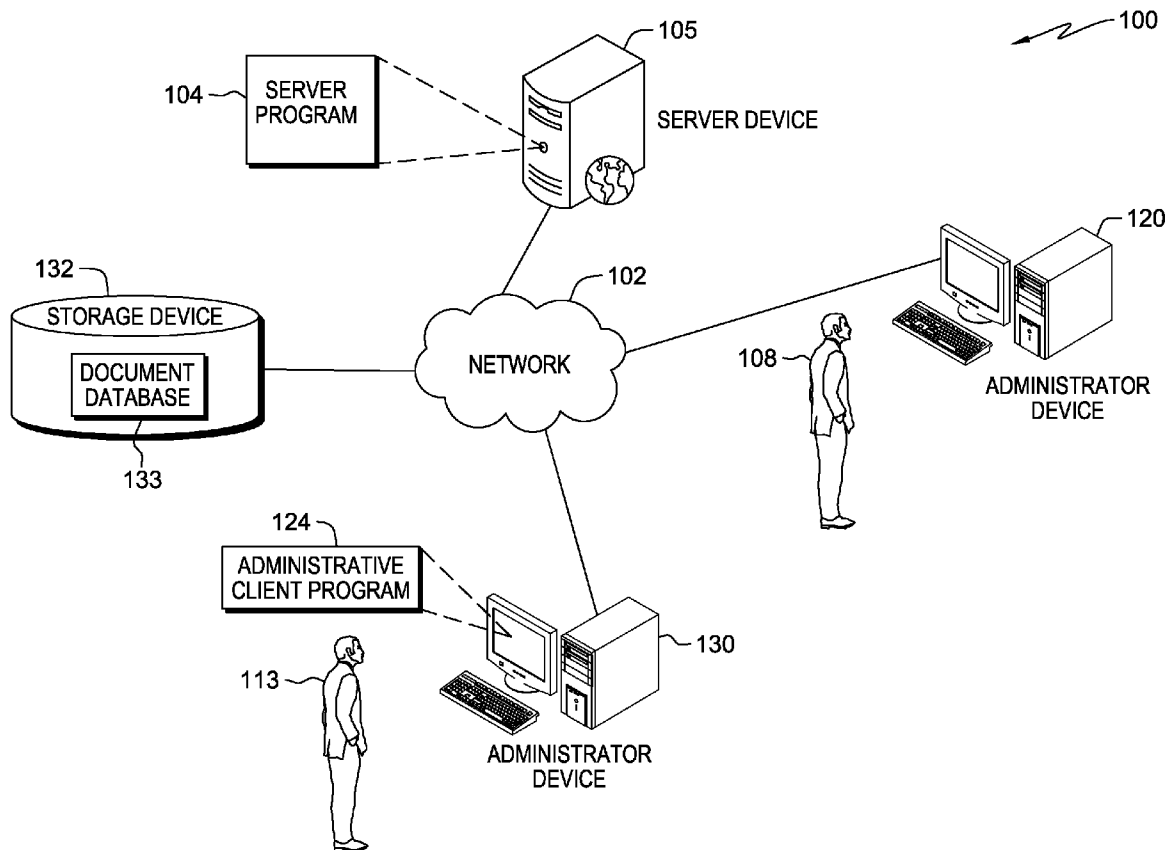 100
105
104
SERVER
PROGRAM
SERVER DEVICE
120
132
102
STORAGE DEVICE
DOCUMENT
DATABASE
133
NETWORK
108
ADMINISTRATOR
DEVICE
124
ADMINISTRATIVE
CLIENT PROGRAM
130
113
ADMINISTRATOR
DEVICE